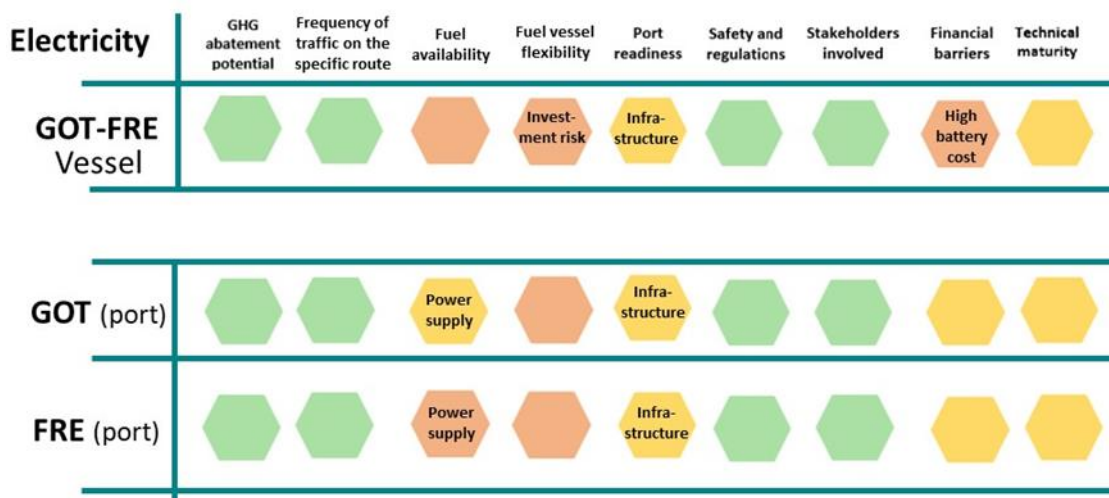 Electricity
GHG
abatement
potential
Frequency of
traffic on the
specific route
Fuel
availability
Fuel vessel
flexibility
Port
readiness
Safety and
regulations
Stakeholders
involved
Financial
barriers
Technical
maturity
GOT-FRE
Vessel
Invest-
ment risk
Infra-
structure
High
battery
cost
GOT (port)
Power
supply
Infra-
structure
FRE (port)
Power
supply
Infra-
structure